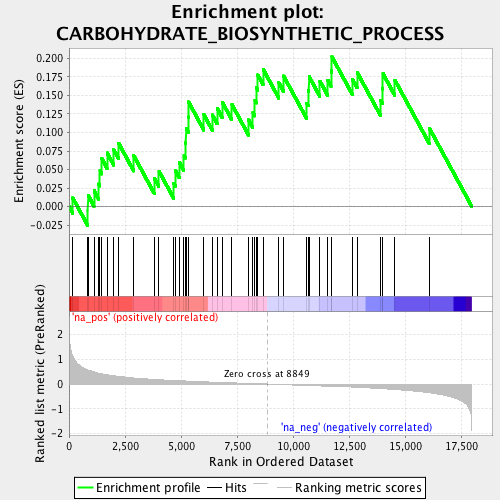 Enrichment plot:
CARBOHYDRATE_BIOSYNTHETIC_PROCESS
Enrichment score (ES)
0.200
0.175
0.150
0.125
0.100
0.075
0.050
0.025
0.000
-0.025
'na_pos' (positively correlated)
Ranked list metric (PreRanked)
2
1
0
-1
-2
Zero cross at 8849
'na_neg' (negatively correlated)
0
2,500
5,000
7,500
10,000
12,500
15,000
17,500
Rank in Ordered Dataset
Enrichment profile
Hits
Ranking metric scores